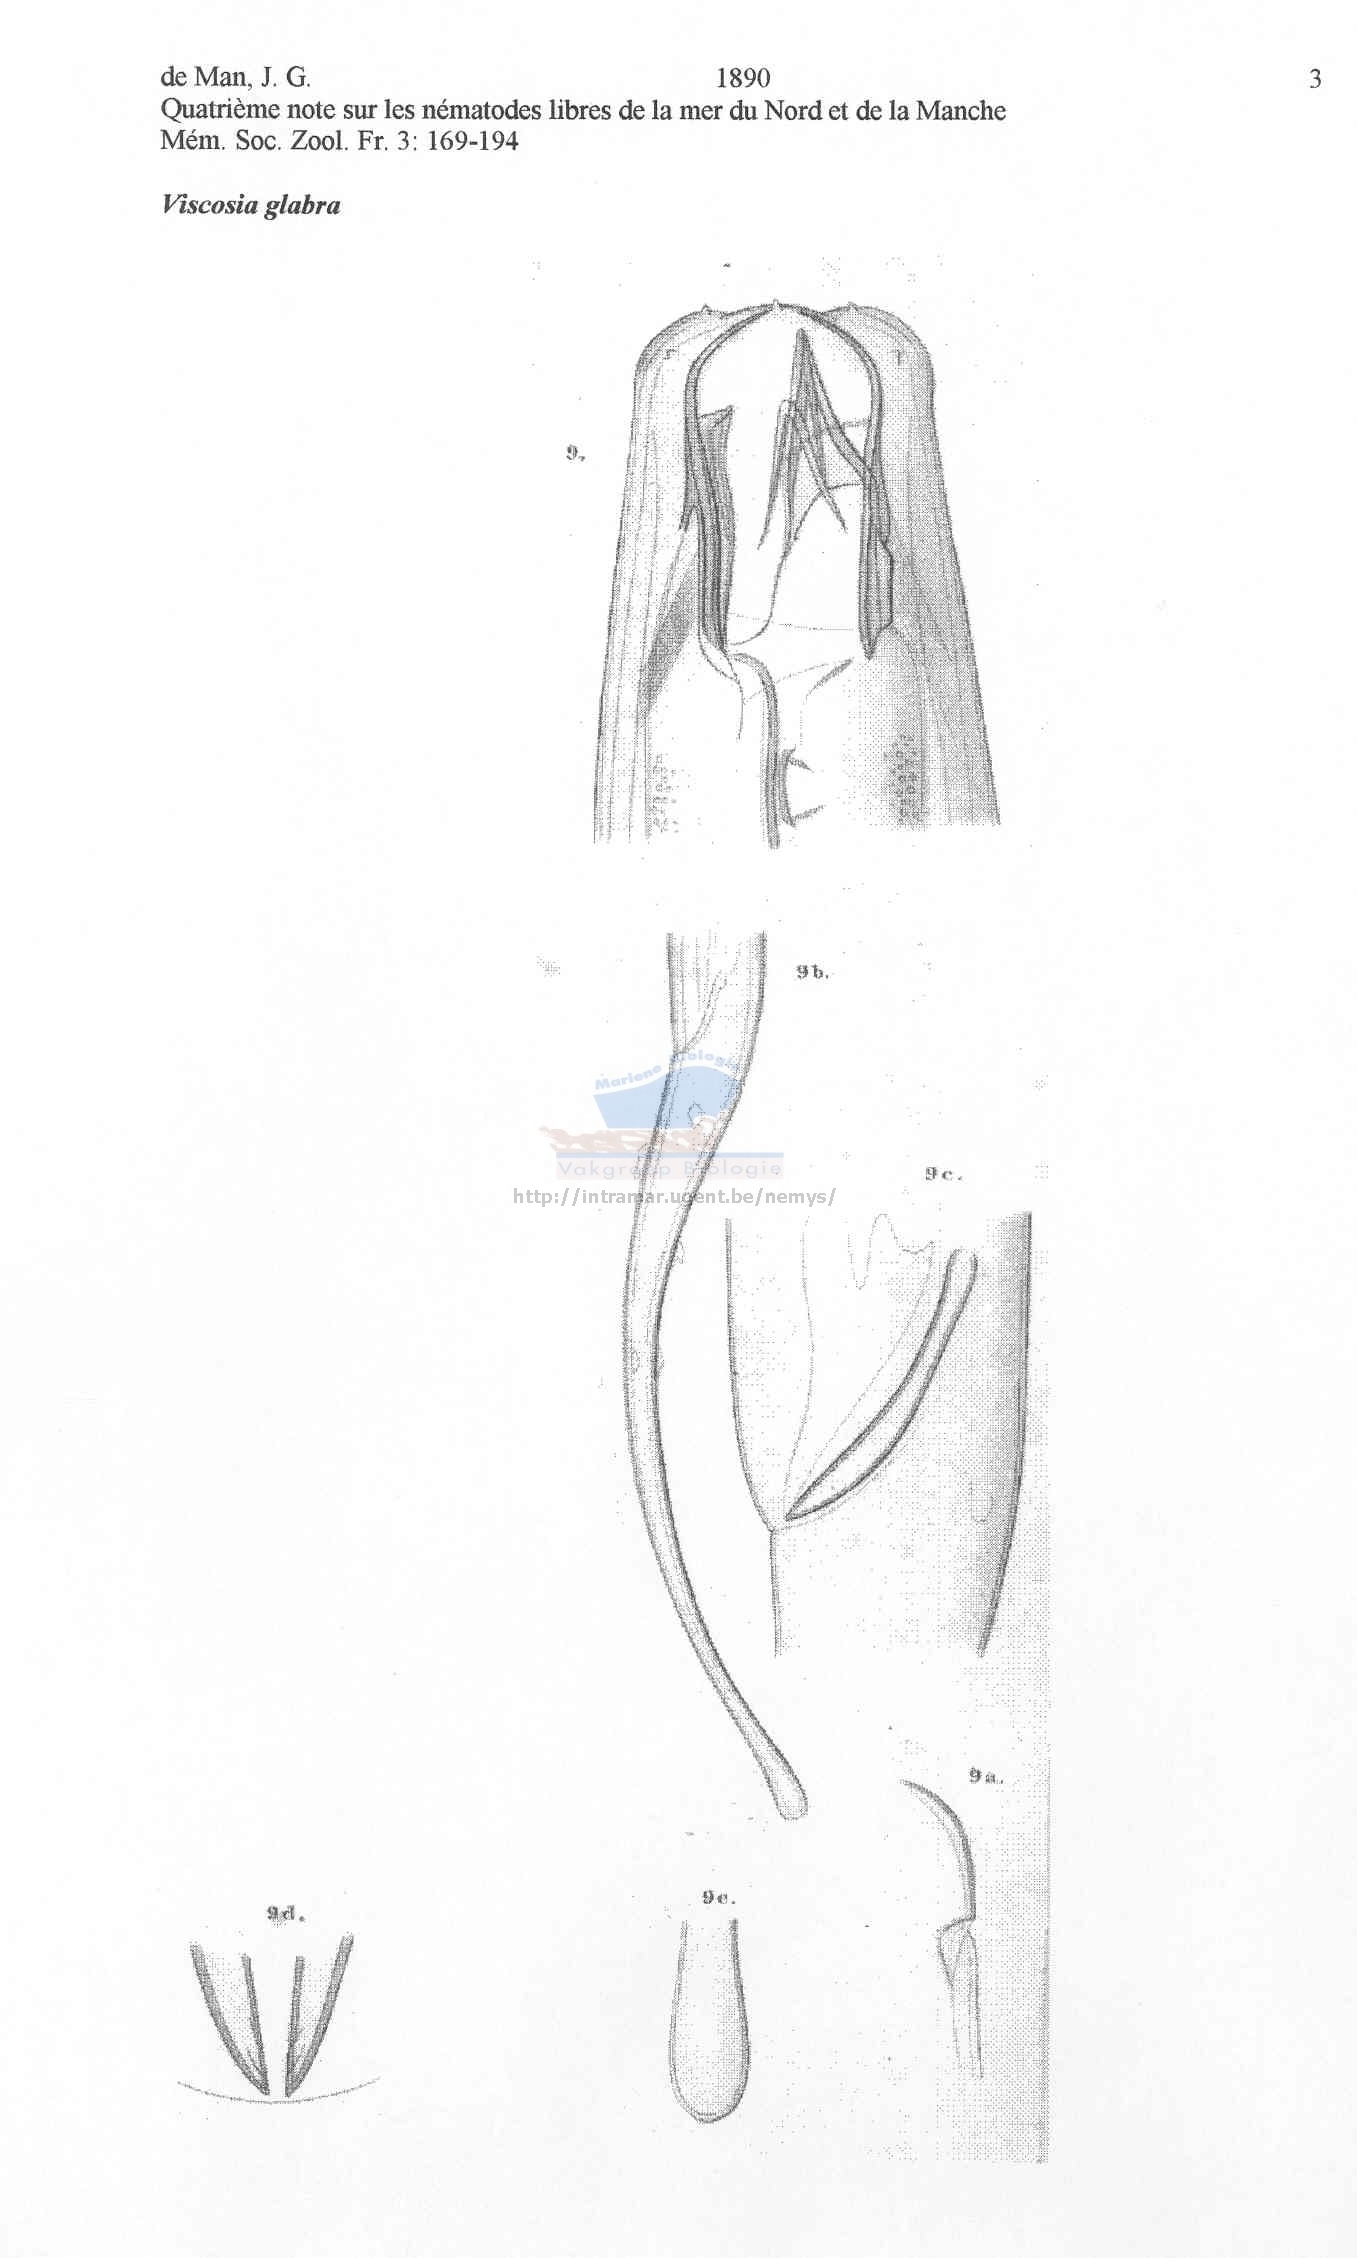 de Man, J. G. 1890 3
Quatrième note sur les nématodes libres de la mer du Nord et de la Manche
Mém. Soc. Zool. Fr. 3: 169-194
Viscosia glabra
9.
9b.
Mariene Biologie
Vakgroep Biologie
9c.
http://intramar.ugent.be/nemys/
9a.
9e.
9d.